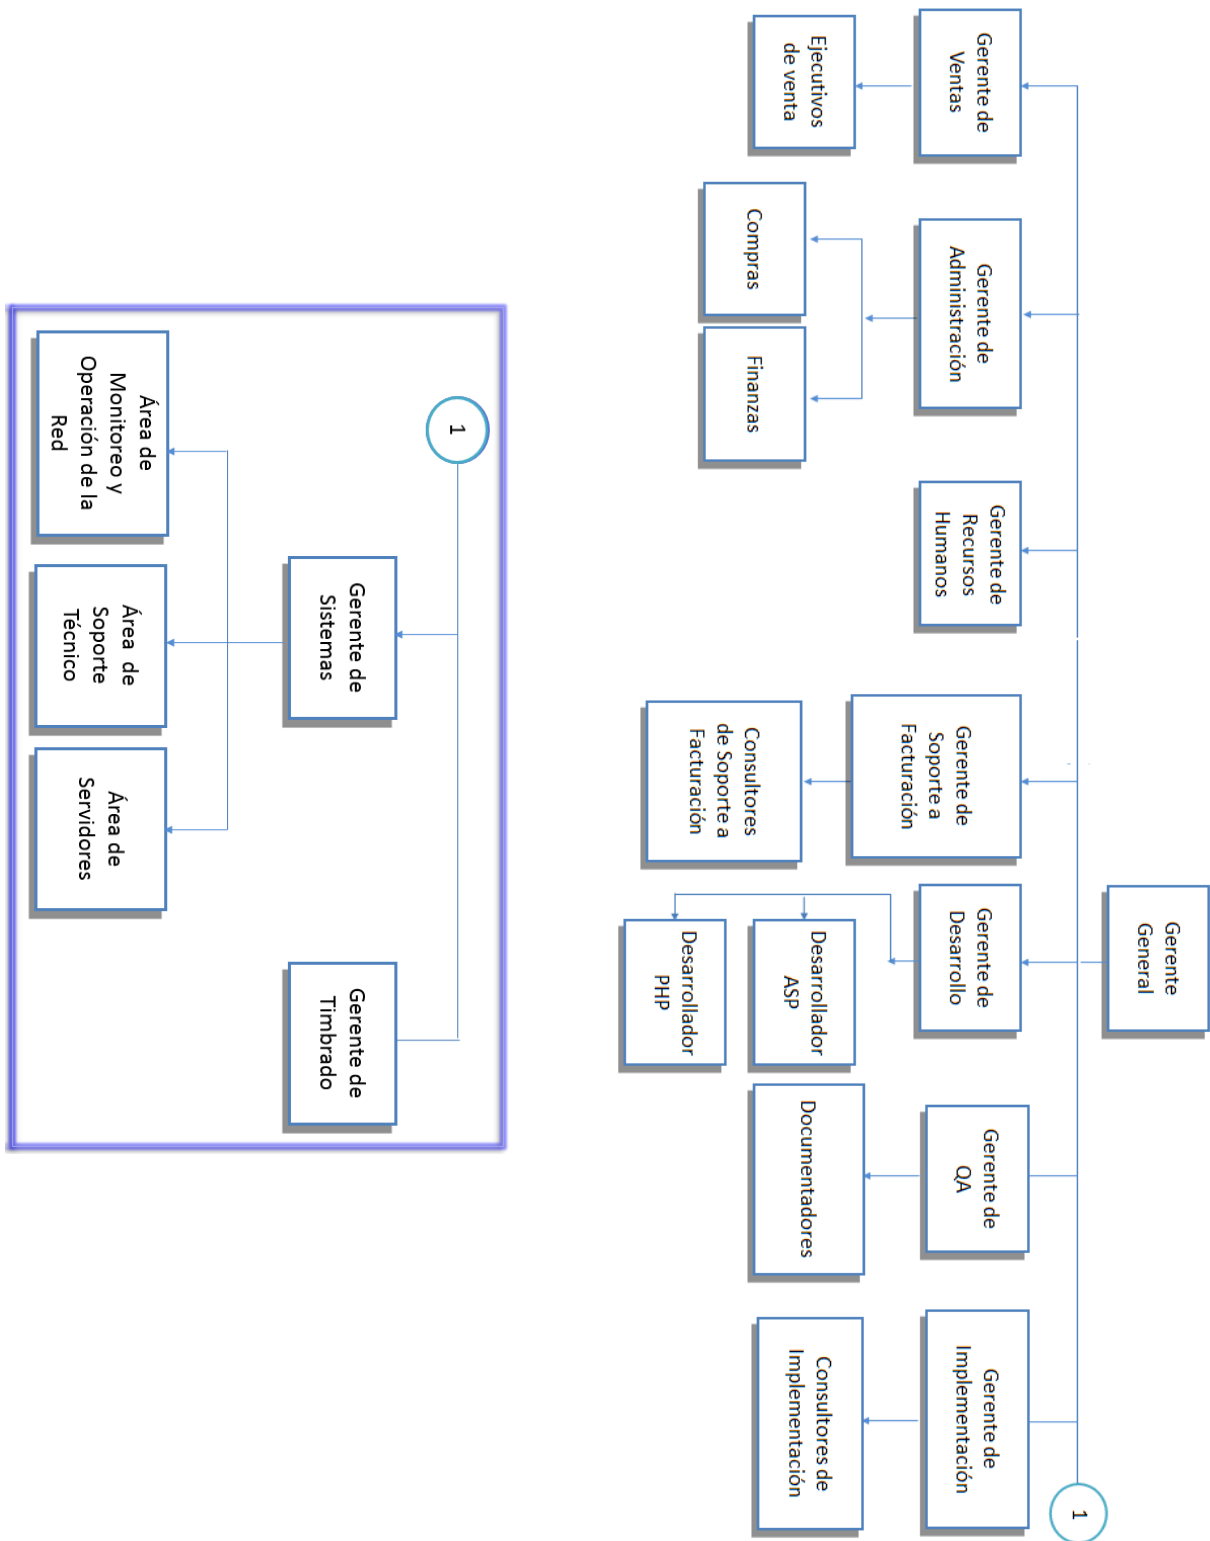 Gerente
General
Gerente de
Ventas
Gerente de
Administración
Gerente de
Recursos
Humanos
Gerente de
Soporte a
Facturación
Gerente de
Desarrollo
Gerente de
QA
Gerente de
Implementación
1
Ejecutivos
de venta
Compras
Finanzas
Consultores
de Soporte a
Facturación
Desarrollador
ASP
Desarrollador
PHP
Documentadores
Consultores de
Implementación
1
Gerente de
Sistemas
Gerente de
Timbrado
Área de
Monitoreo y
Operación de la
Red
Área de
Soporte
Técnico
Área de
Servidores